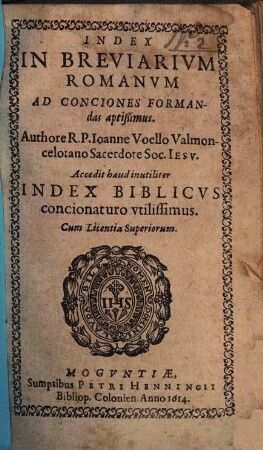 INDEX
IN BREVIARIVM
ROMANVM
AD CONCIONES FORMAN-
das aptissimus.
Authore R.P. Ioanne Voello Valmon-
celotano Sacerdote Soc. IESV.
Accedit haud inutiliter
INDEX BIBLICVS
concionaturo vtilissimus.
Cum Licentia Superiorum.
IHS
MOGVNTIÆ,
Sumptibus PETRI HENNINGII
Bibliop. Colonien. Anno 1614.